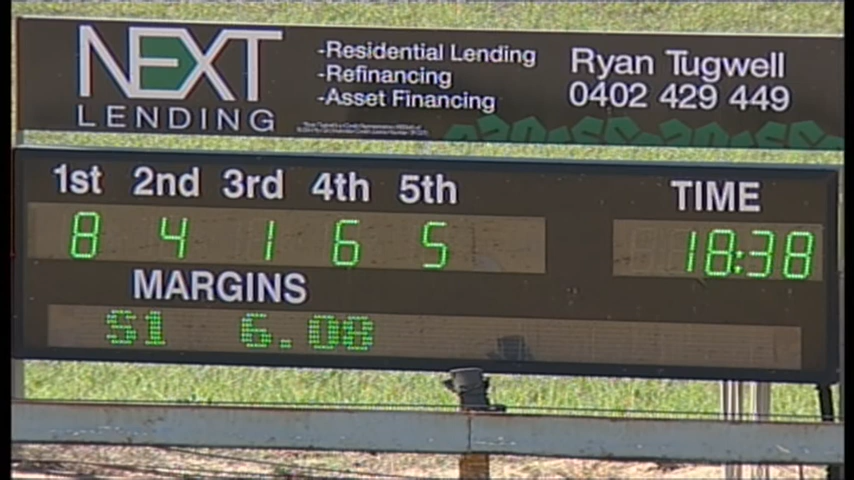 NEXT
LENDING
-Residential Lending
-Refinancing
-Asset Financing
Ryan Tugwell
0402 429 449
1st 2nd 3rd 4th 5th TIME
8 4 1 6 5 18:38
MARGINS
S1 6.08